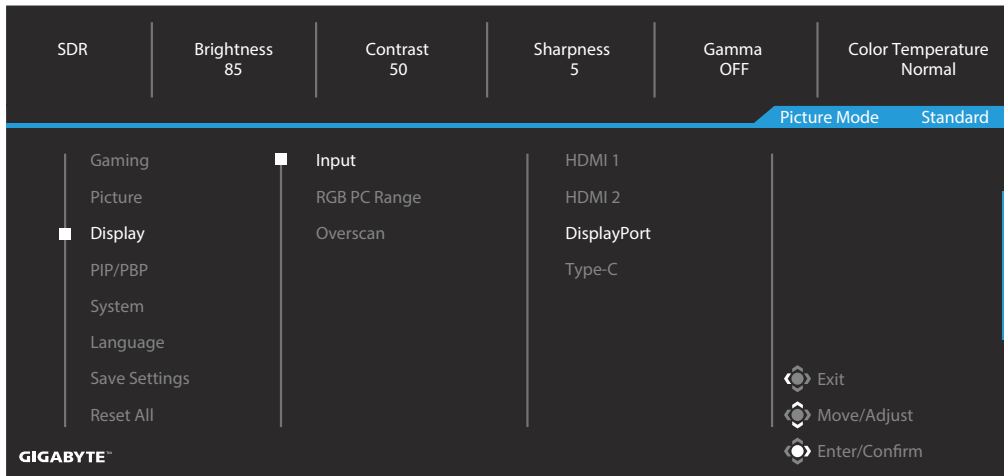 SDR
Brightness
85
Contrast
50
Sharpness
5
Gamma
OFF
Color Temperature
Normal
Picture Mode Standard
Gaming
Picture
Display
PIP/PBP
System
Language
Save Settings
Reset All
Input
RGB PC Range
Overscan
HDMI 1
HDMI 2
DisplayPort
Type-C
Exit
Move/Adjust
Enter/Confirm
GIGABYTE™